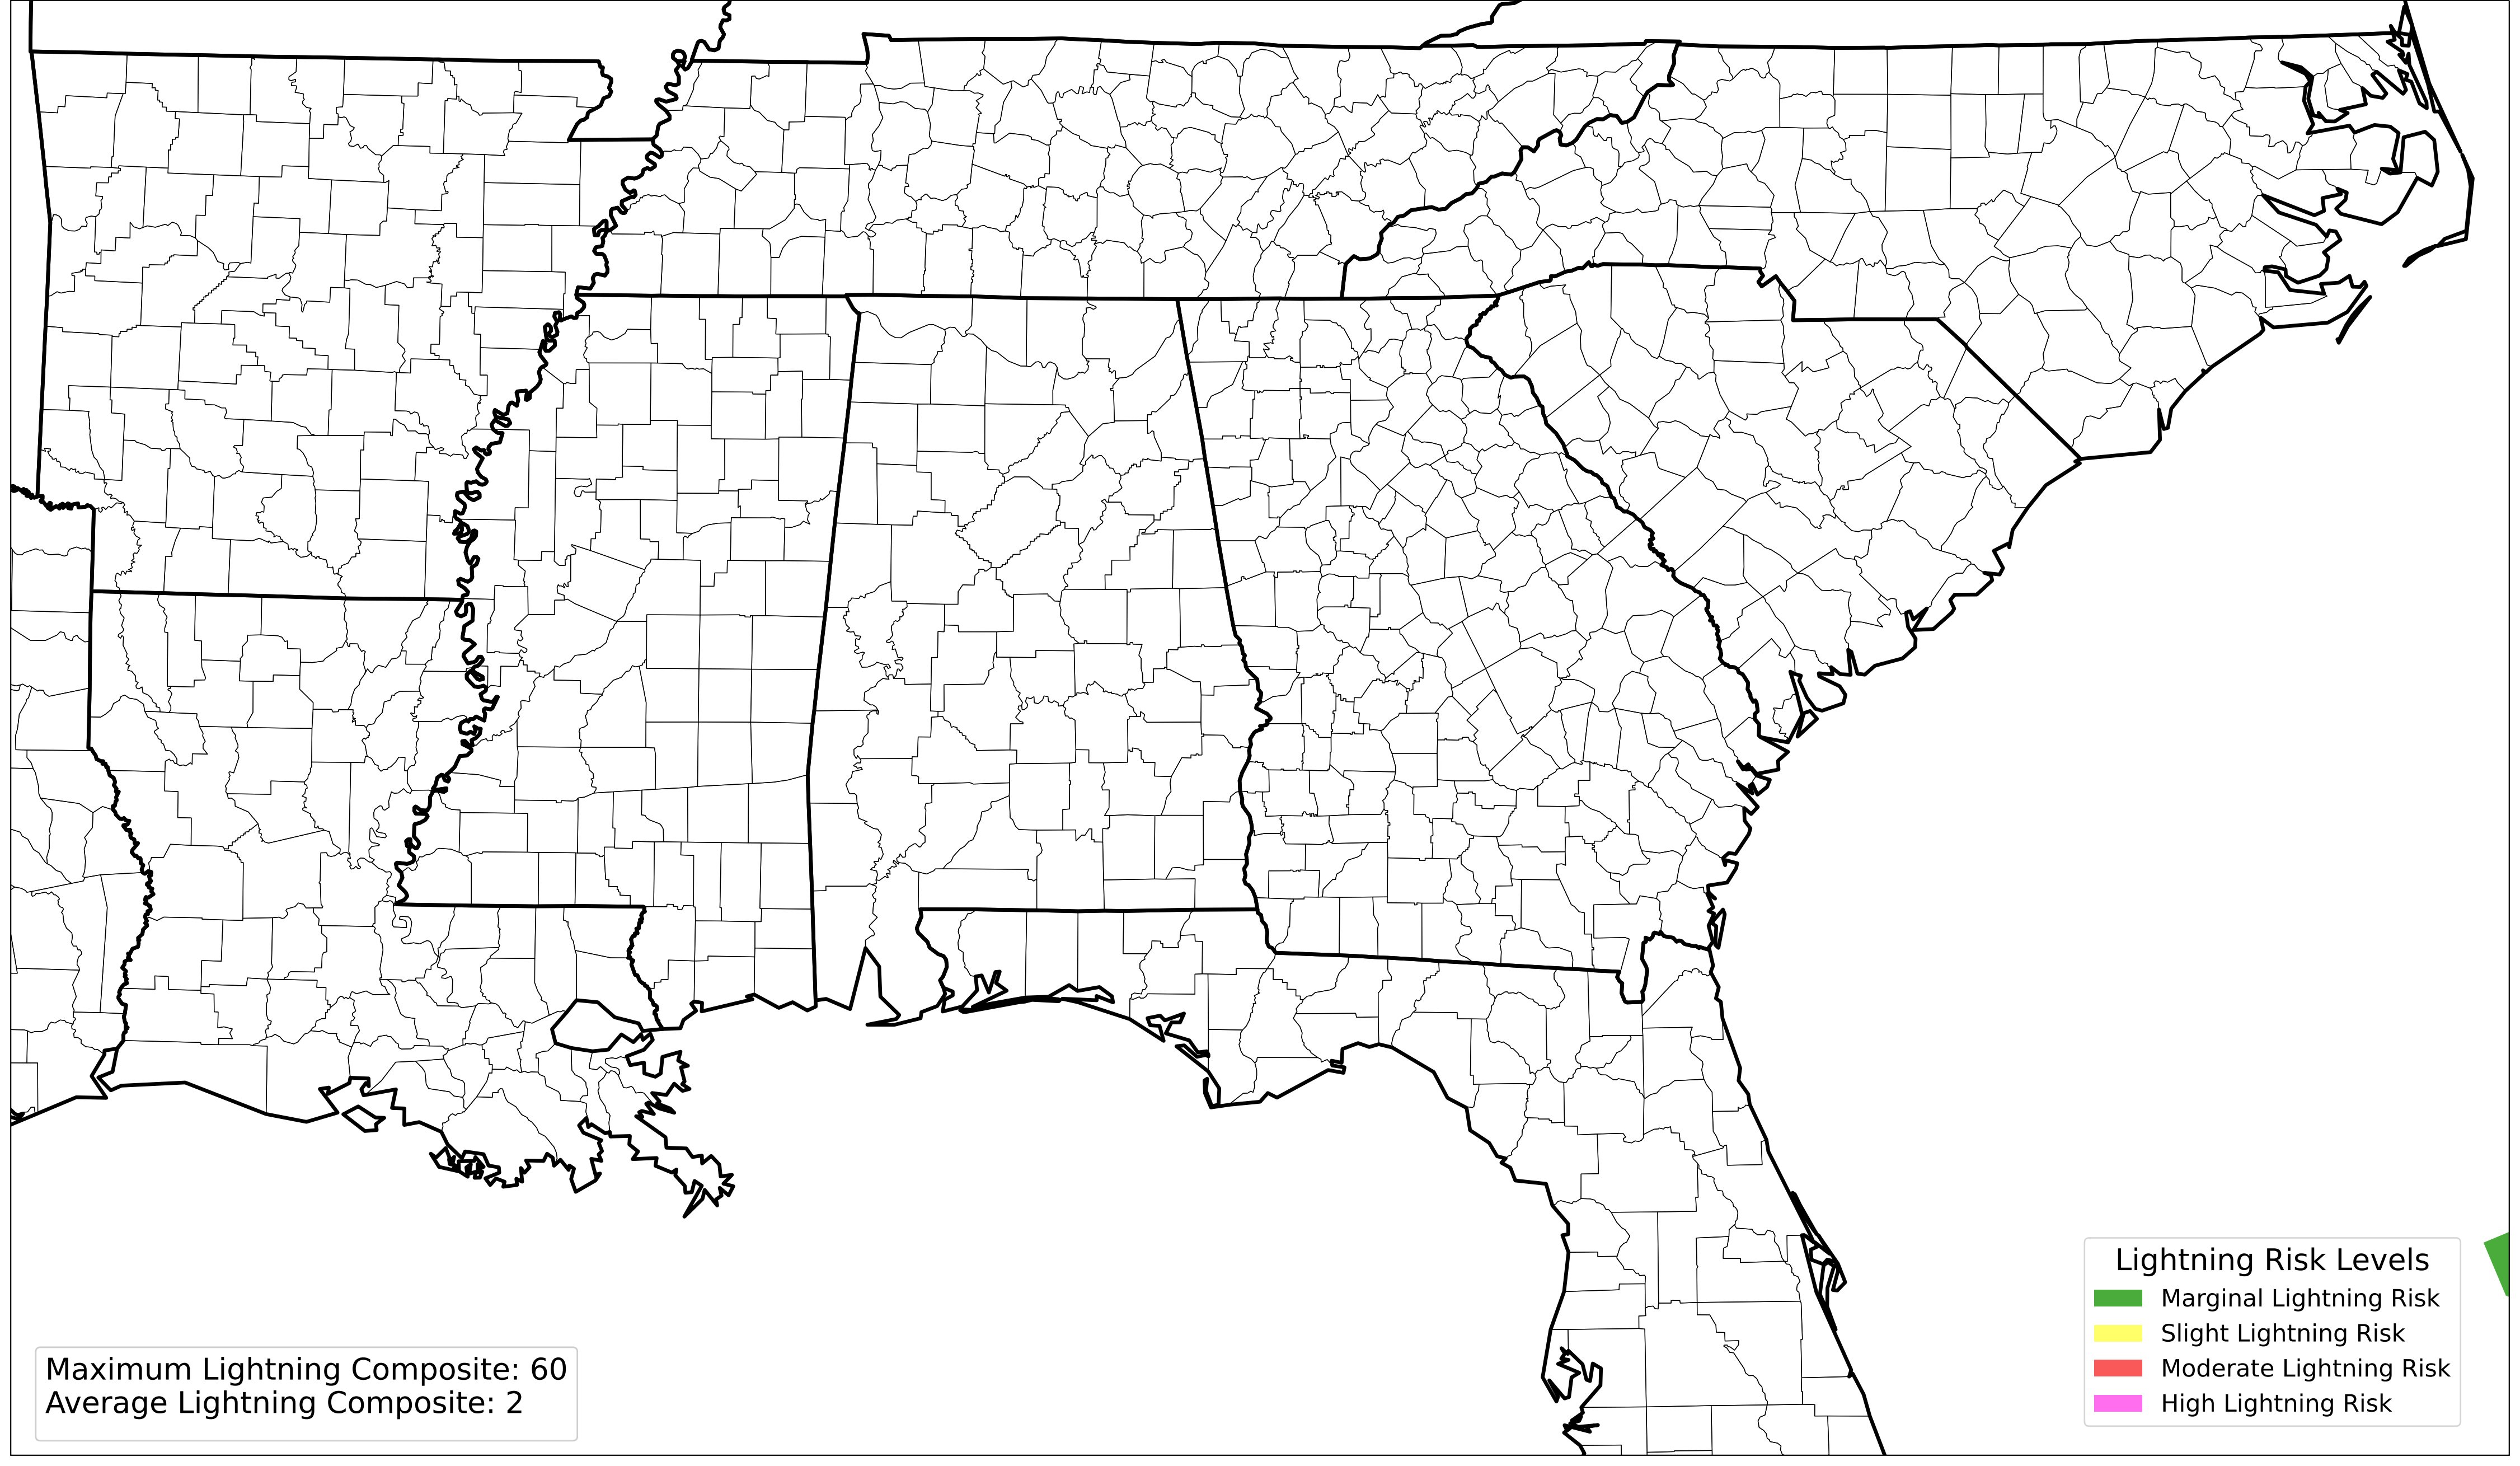 Lightning Risk Levels
Marginal Lightning Risk
Slight Lightning Risk
Moderate Lightning Risk
High Lightning Risk
Maximum Lightning Composite: 60
Average Lightning Composite: 2